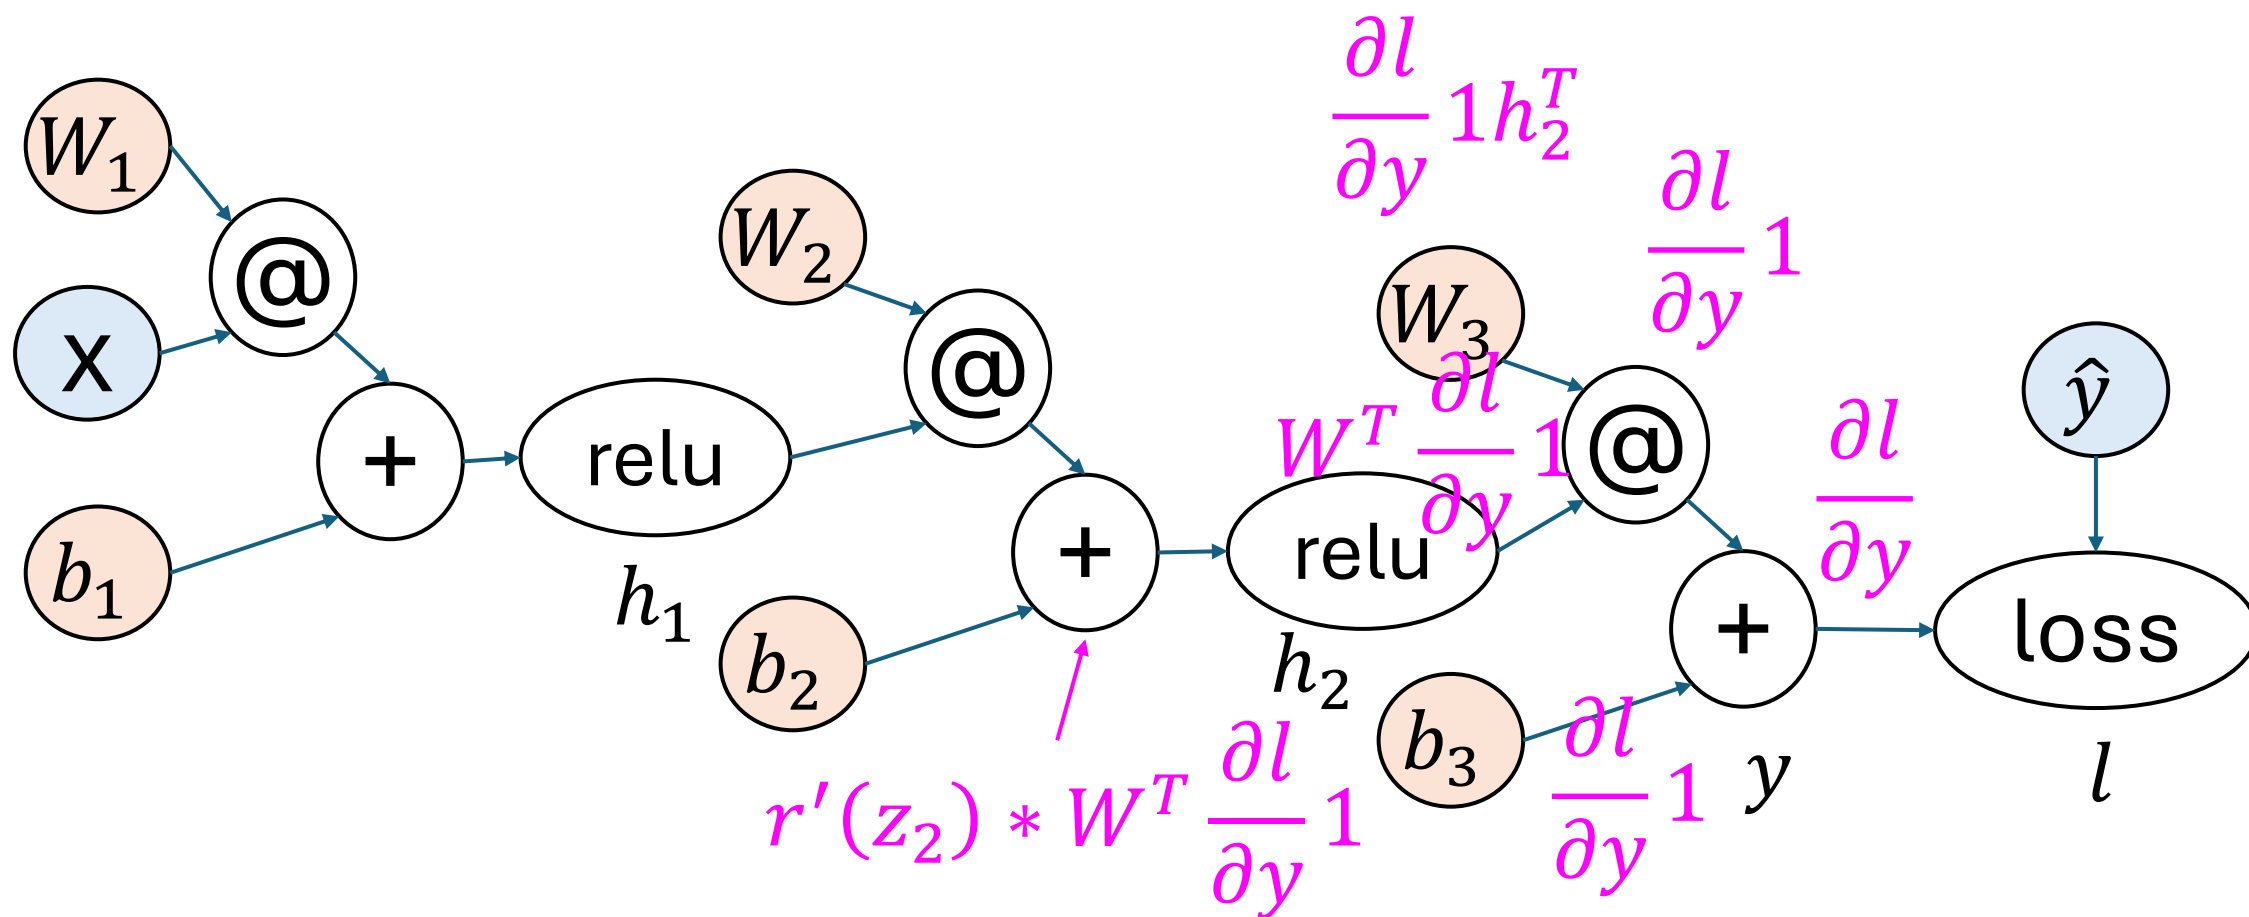 ∂l/∂y 1h₂ᵀ
W₁
∂l/∂y 1
W₂
@
W₃
x
@
ŷ
Wᵀ ∂l/∂y 1
@
∂l/∂y
+
relu
+
relu
b₁
h₁
+
loss
b₂
h₂
b₃
∂l/∂y 1
y
l
r′(z₂) ∗ Wᵀ ∂l/∂y 1